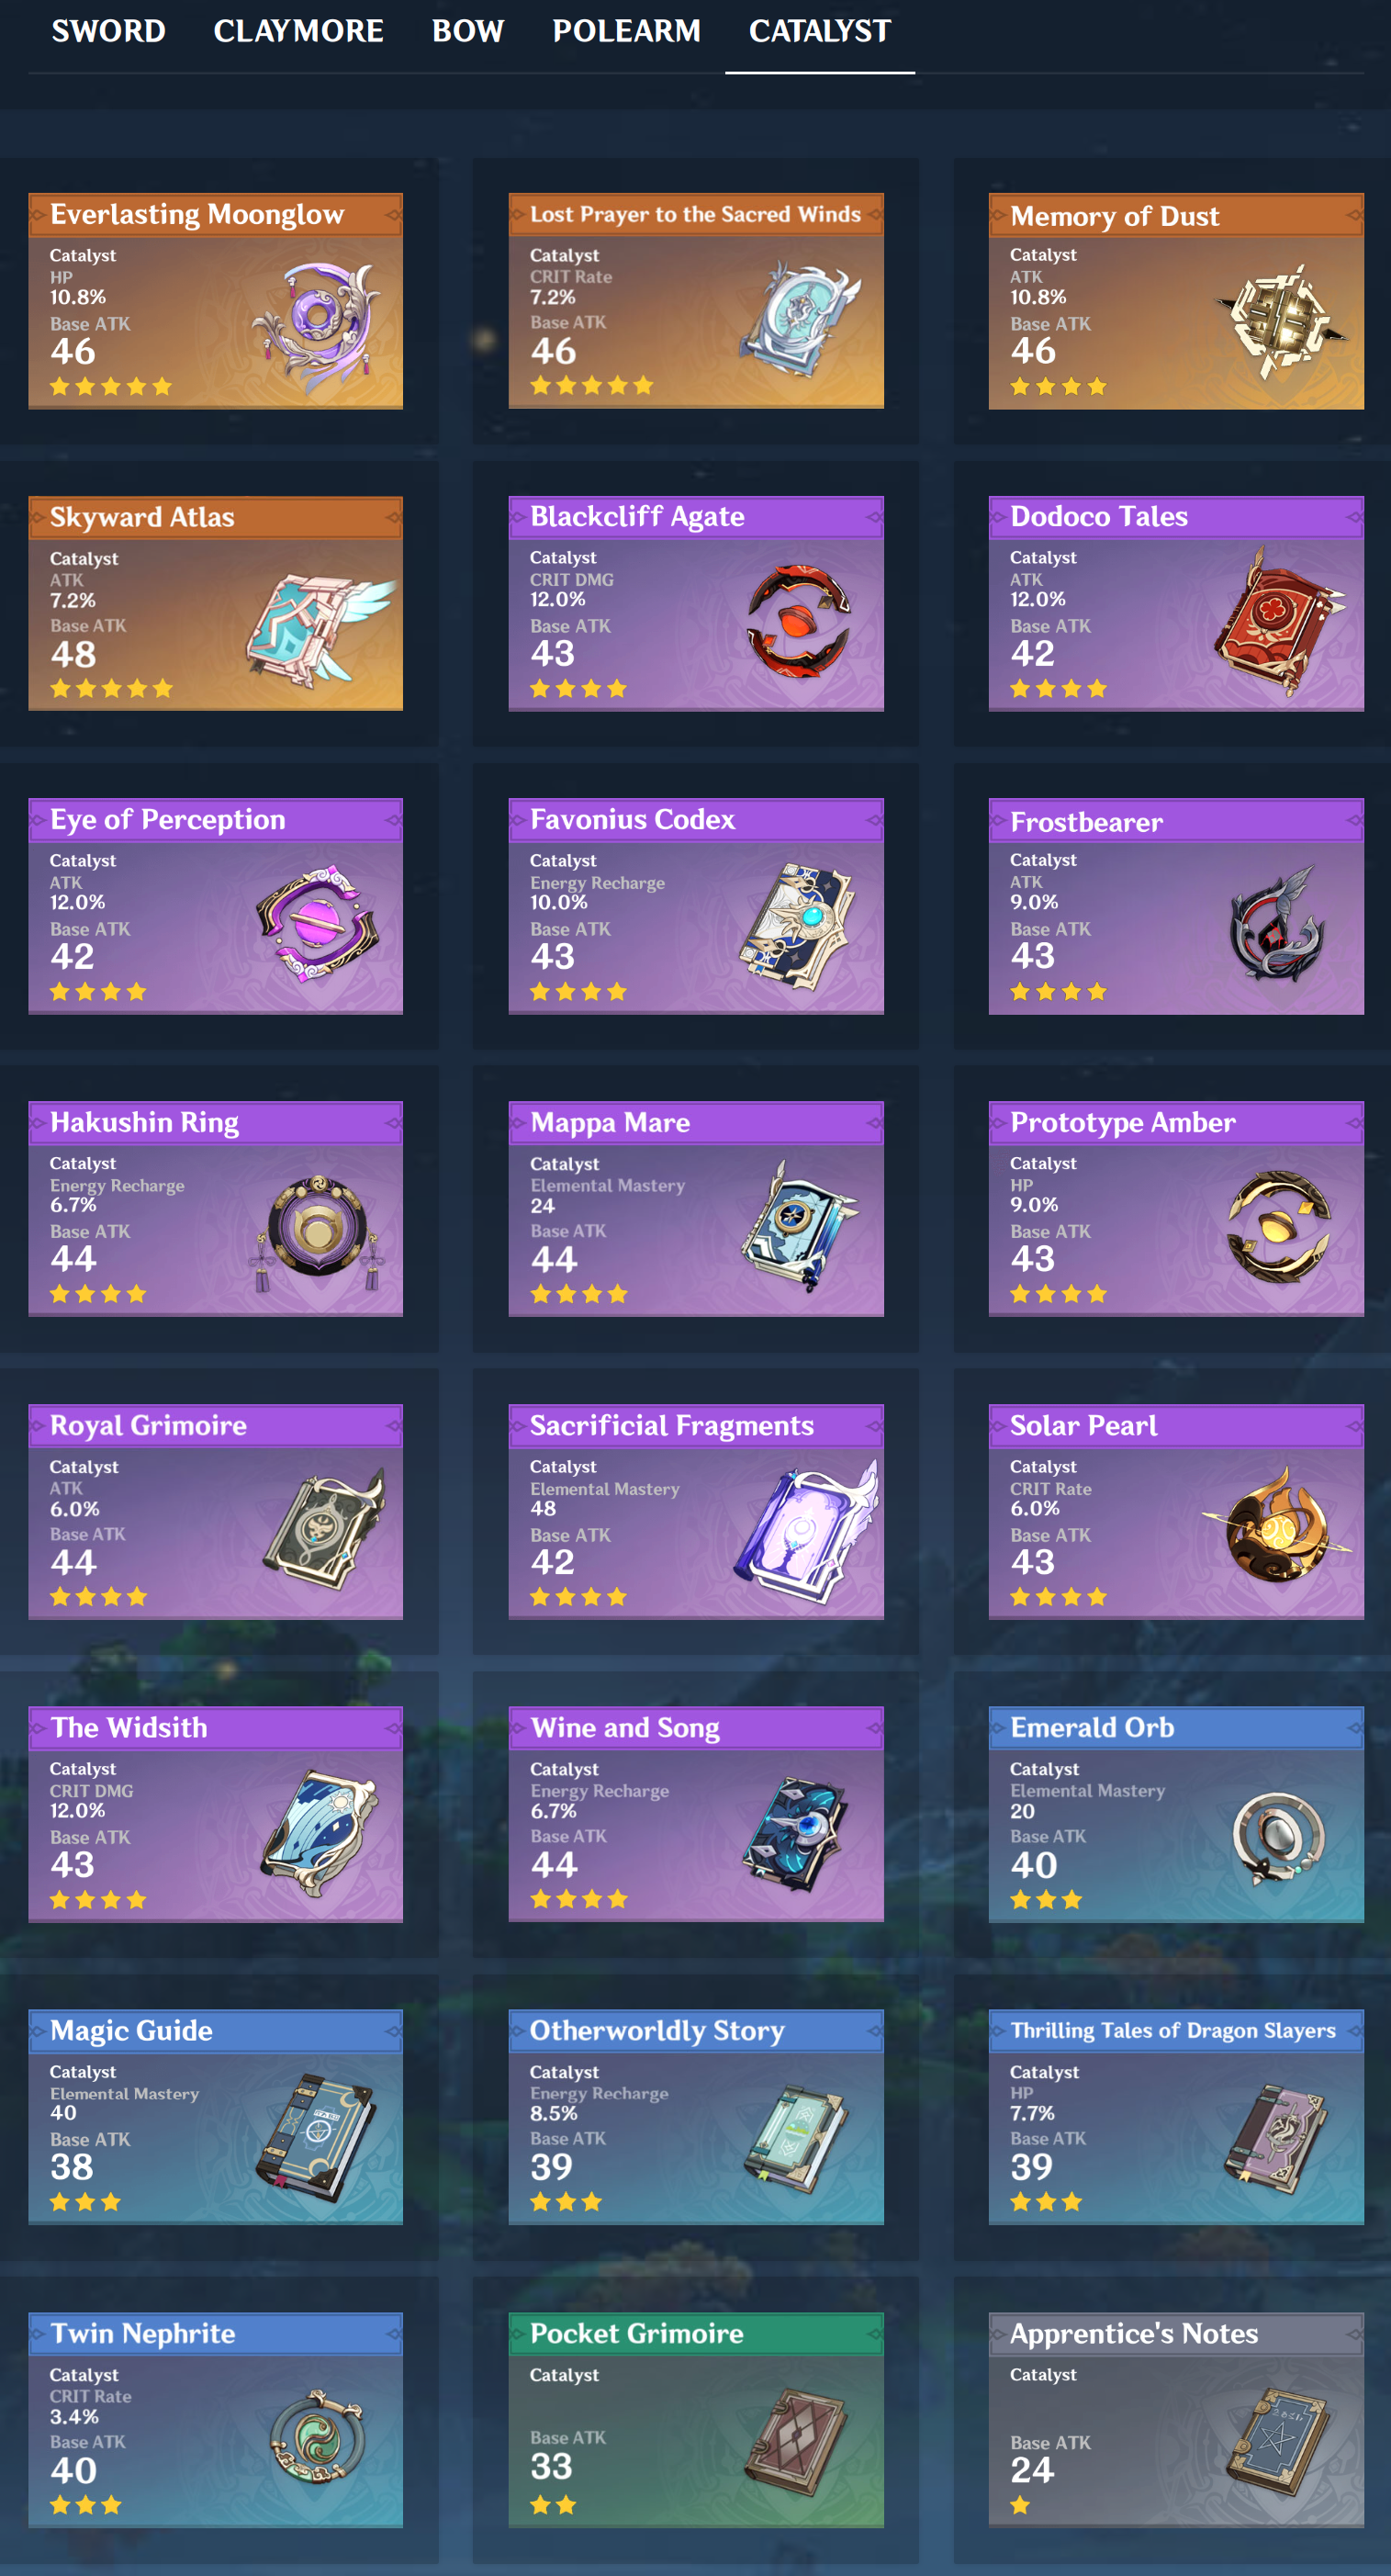 SWORD CLAYMORE BOW POLEARM CATALYST
Everlasting Moonglow
Catalyst
HP
10.8%
Base ATK
46
Lost Prayer to the Sacred Winds
Catalyst
CRIT Rate
7.2%
Base ATK
46
Memory of Dust
Catalyst
ATK
10.8%
Base ATK
46
Skyward Atlas
Catalyst
ATK
7.2%
Base ATK
48
Blackcliff Agate
Catalyst
CRIT DMG
12.0%
Base ATK
43
Dodoco Tales
Catalyst
ATK
12.0%
Base ATK
42
Eye of Perception
Catalyst
ATK
12.0%
Base ATK
42
Favonius Codex
Catalyst
Energy Recharge
10.0%
Base ATK
43
Frostbearer
Catalyst
ATK
9.0%
Base ATK
43
Hakushin Ring
Catalyst
Energy Recharge
6.7%
Base ATK
44
Mappa Mare
Catalyst
Elemental Mastery
24
Base ATK
44
Prototype Amber
Catalyst
HP
9.0%
Base ATK
43
Royal Grimoire
Catalyst
ATK
6.0%
Base ATK
44
Sacrificial Fragments
Catalyst
Elemental Mastery
48
Base ATK
42
Solar Pearl
Catalyst
CRIT Rate
6.0%
Base ATK
43
The Widsith
Catalyst
CRIT DMG
12.0%
Base ATK
43
Wine and Song
Catalyst
Energy Recharge
6.7%
Base ATK
44
Emerald Orb
Catalyst
Elemental Mastery
20
Base ATK
40
Magic Guide
Catalyst
Elemental Mastery
40
Base ATK
38
Otherworldly Story
Catalyst
Energy Recharge
8.5%
Base ATK
39
Thrilling Tales of Dragon Slayers
Catalyst
HP
7.7%
Base ATK
39
Twin Nephrite
Catalyst
CRIT Rate
3.4%
Base ATK
40
Pocket Grimoire
Catalyst
Base ATK
33
Apprentice's Notes
Catalyst
Base ATK
24